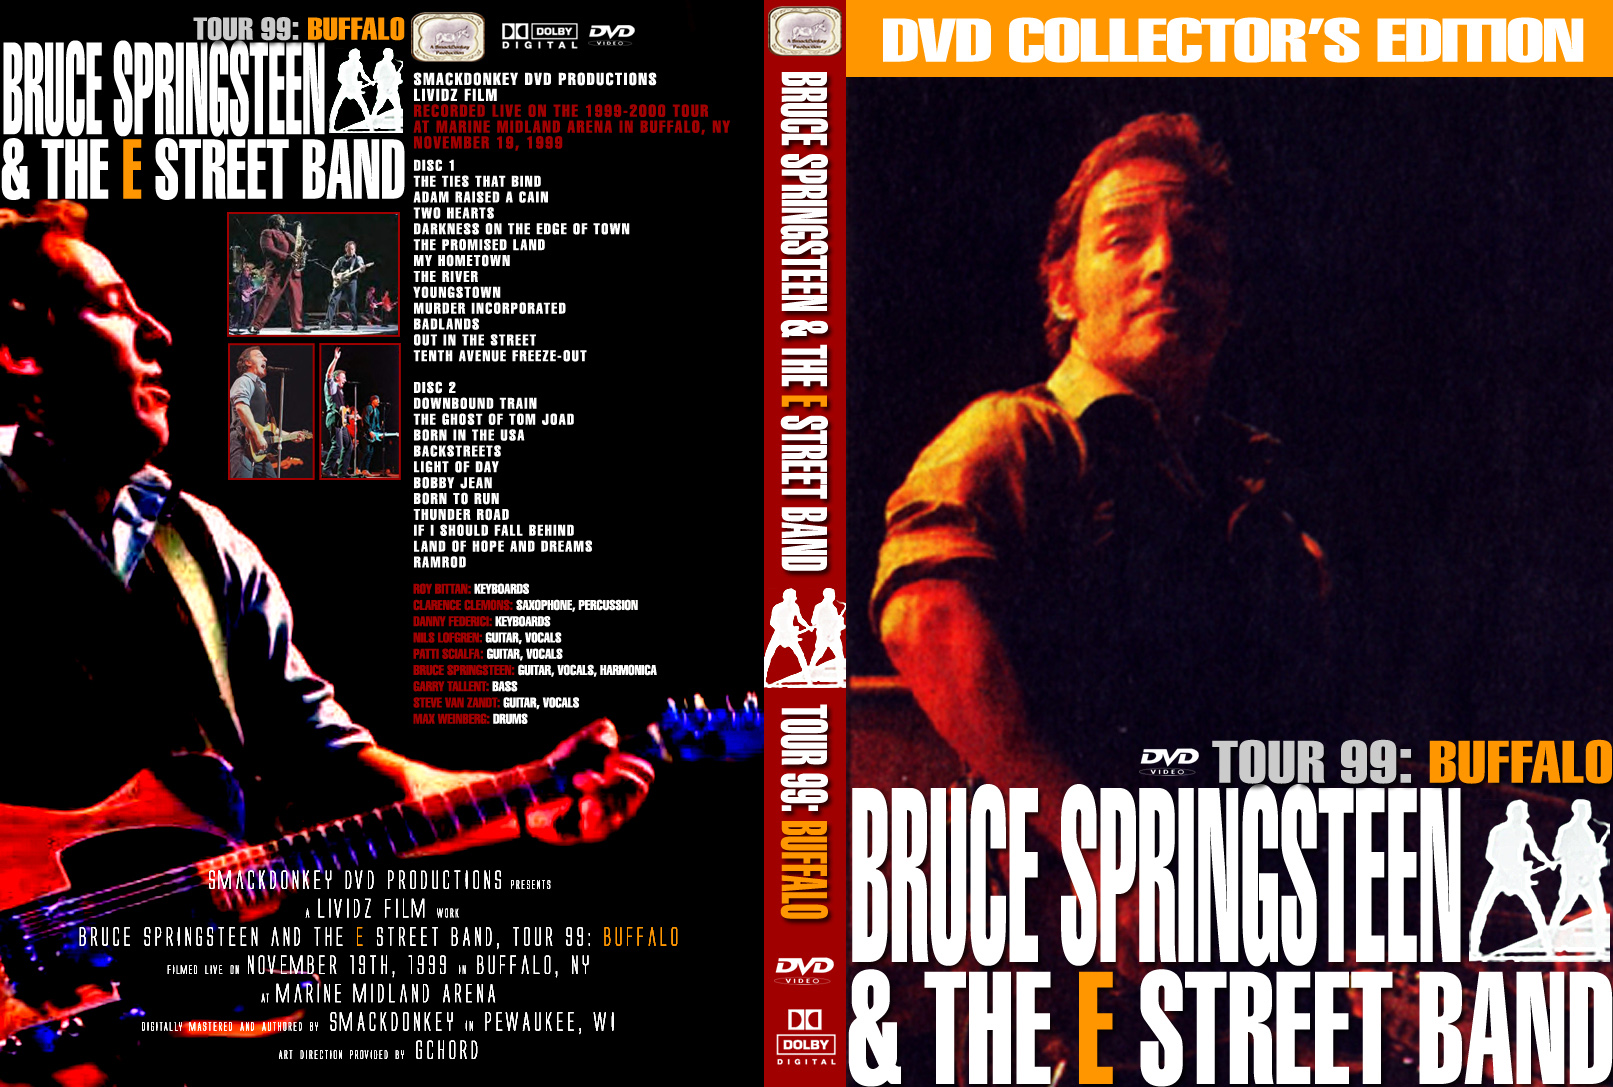 TOUR 99: BUFFALO
BRUCE SPRINGSTEEN
& THE E STREET BAND
A SmackDonkey
Production
DOLBY
DIGITAL
DVD
VIDEO
SMACKDONKEY DVD PRODUCTIONS
LIVIDZ FILM
RECORDED LIVE ON THE 1999-2000 TOUR
AT MARINE MIDLAND ARENA IN BUFFALO, NY
NOVEMBER 19, 1999
DISC 1
THE TIES THAT BIND
ADAM RAISED A CAIN
TWO HEARTS
DARKNESS ON THE EDGE OF TOWN
THE PROMISED LAND
MY HOMETOWN
THE RIVER
YOUNGSTOWN
MURDER INCORPORATED
BADLANDS
OUT IN THE STREET
TENTH AVENUE FREEZE-OUT
DISC 2
DOWNBOUND TRAIN
THE GHOST OF TOM JOAD
BORN IN THE USA
BACKSTREETS
LIGHT OF DAY
BOBBY JEAN
BORN TO RUN
THUNDER ROAD
IF I SHOULD FALL BEHIND
LAND OF HOPE AND DREAMS
RAMROD
ROY BITTAN: KEYBOARDS
CLARENCE CLEMONS: SAXOPHONE, PERCUSSION
DANNY FEDERICI: KEYBOARDS
NILS LOFGREN: GUITAR, VOCALS
PATTI SCIALFA: GUITAR, VOCALS
BRUCE SPRINGSTEEN: GUITAR, VOCALS, HARMONICA
GARRY TALLENT: BASS
STEVE VAN ZANDT: GUITAR, VOCALS
MAX WEINBERG: DRUMS
SMACKDONKEY DVD PRODUCTIONS PRESENTS
A LIVIDZ FILM WORK
BRUCE SPRINGSTEEN AND THE E STREET BAND, TOUR 99: BUFFALO
FILMED LIVE ON NOVEMBER 19TH, 1999 IN BUFFALO, NY
AT MARINE MIDLAND ARENA
DIGITALLY MASTERED AND AUTHORED BY SMACKDONKEY IN PEWAUKEE, WI
ART DIRECTION PROVIDED BY GCHORD
A SmackDonkey
Production
BRUCE SPRINGSTEEN & THE E STREET BAND
TOUR 99: BUFFALO
DVD
VIDEO
DOLBY
DIGITAL
DVD COLLECTOR'S EDITION
DVD
VIDEO
TOUR 99: BUFFALO
BRUCE SPRINGSTEEN
& THE E STREET BAND